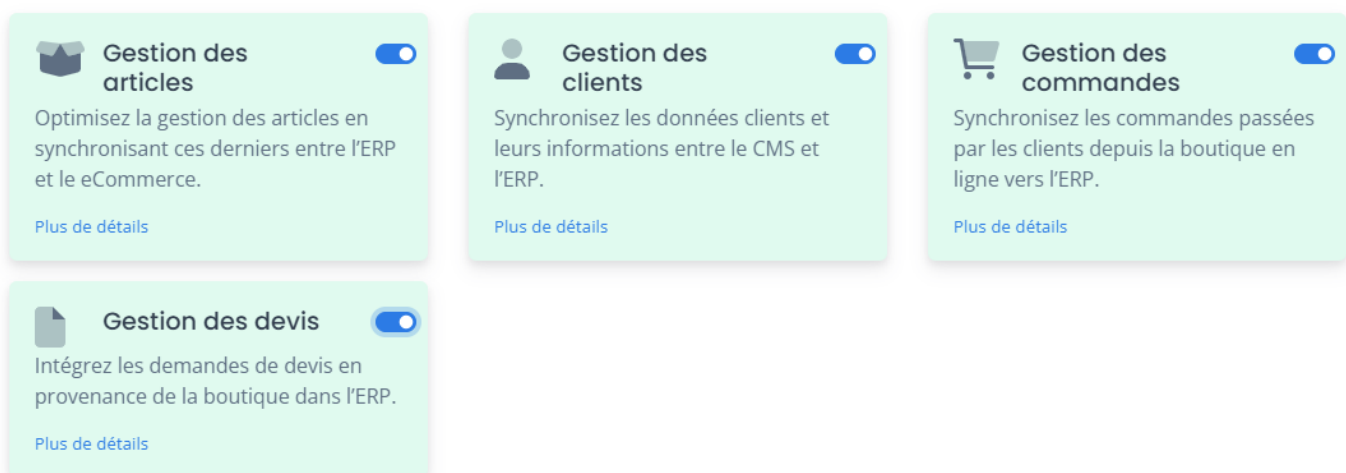 Gestion des
articles
Optimisez la gestion des articles en
synchronisant ces derniers entre l'ERP
et le eCommerce.
Plus de détails
Gestion des
clients
Synchronisez les données clients et
leurs informations entre le CMS et
l'ERP.
Plus de détails
Gestion des
commandes
Synchronisez les commandes passées
par les clients depuis la boutique en
ligne vers l'ERP.
Plus de détails
Gestion des devis
Intégrez les demandes de devis en
provenance de la boutique dans l'ERP.
Plus de détails